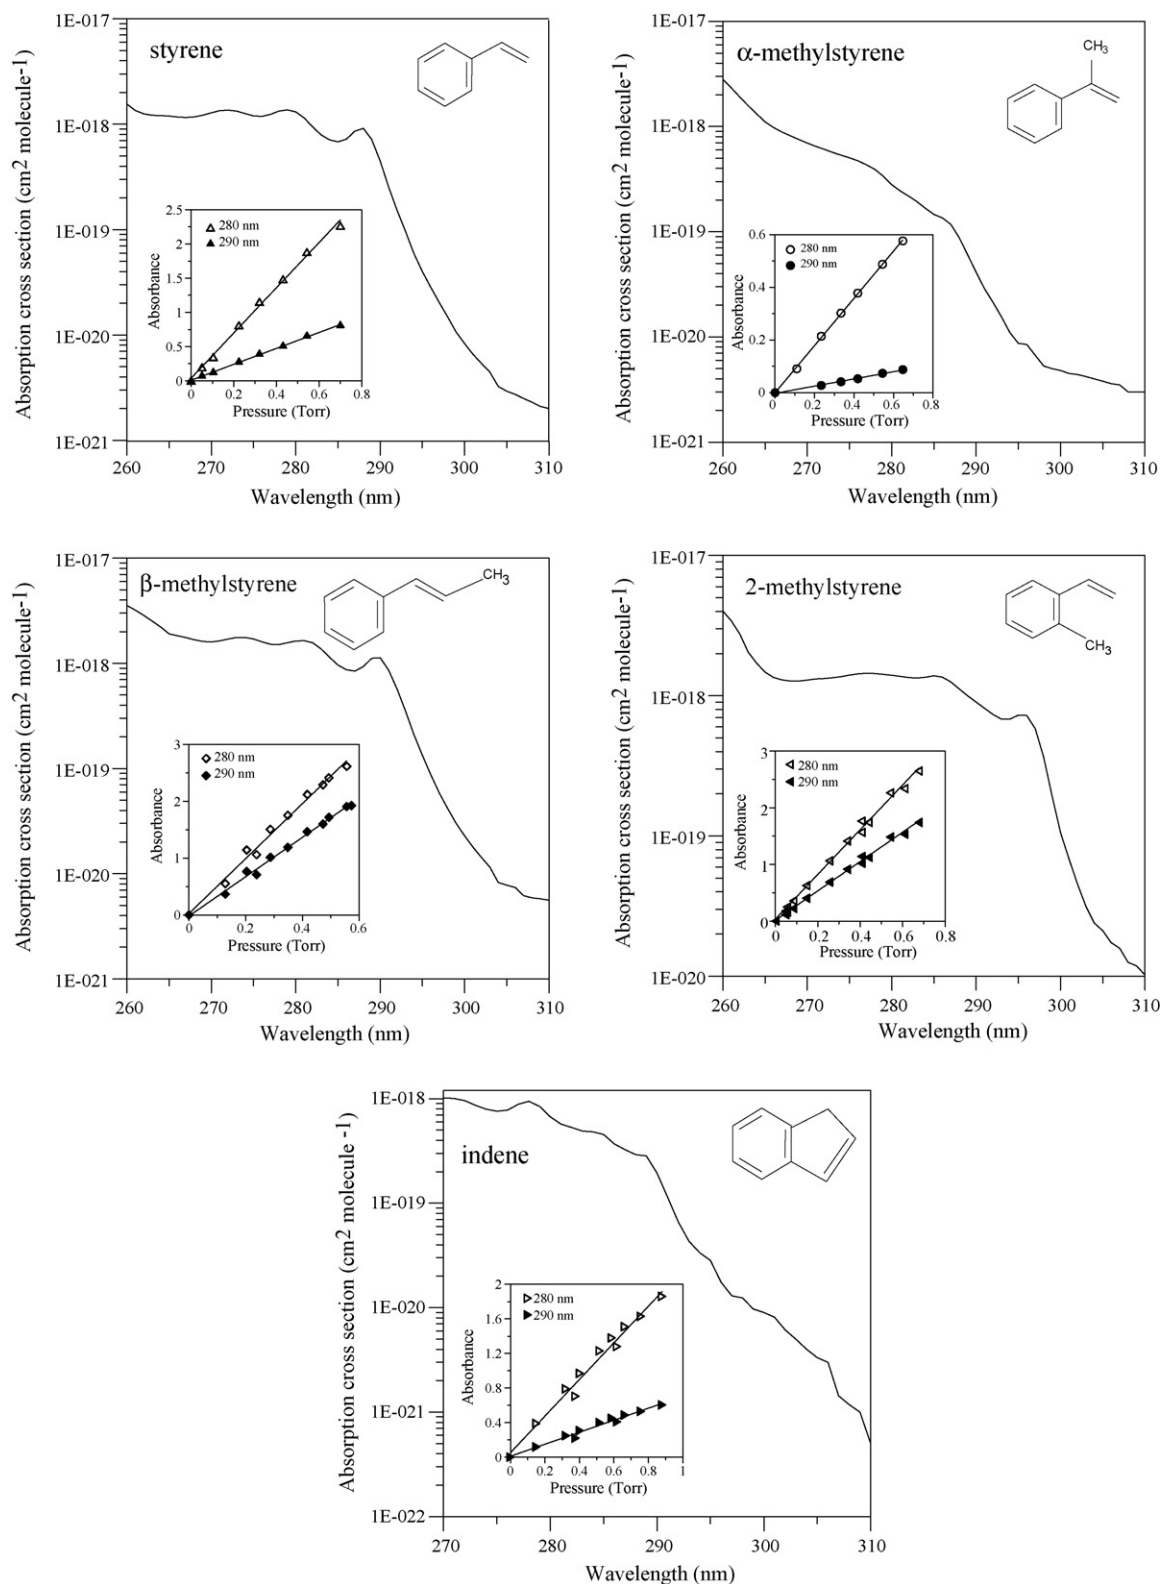 styrene
Absorption cross section (cm2 molecule-1)
1E-017
1E-018
1E-019
1E-020
1E-021
260 270 280 290 300 310
Wavelength (nm)
280 nm
290 nm
Absorbance
2.5
2
1.5
1
0.5
0
0 0.2 0.4 0.6 0.8
Pressure (Torr)
α-methylstyrene
CH3
Absorption cross section (cm2 molecule-1)
1E-017
1E-018
1E-019
1E-020
1E-021
260 270 280 290 300 310
Wavelength (nm)
280 nm
290 nm
Absorbance
0.6
0.4
0.2
0
0 0.2 0.4 0.6 0.8
Pressure (Torr)
β-methylstyrene
CH3
Absorption cross section (cm2 molecule-1)
1E-017
1E-018
1E-019
1E-020
1E-021
260 270 280 290 300 310
Wavelength (nm)
280 nm
290 nm
Absorbance
3
2
1
0
0 0.2 0.4 0.6
Pressure (Torr)
2-methylstyrene
CH3
Absorption cross section (cm2 molecule-1)
1E-017
1E-018
1E-019
1E-020
260 270 280 290 300 310
Wavelength (nm)
280 nm
290 nm
Absorbance
3
2
1
0
0 0.2 0.4 0.6 0.8
Pressure (Torr)
indene
Absorption cross section (cm2 molecule -1)
1E-018
1E-019
1E-020
1E-021
1E-022
270 280 290 300 310
Wavelength (nm)
280 nm
290 nm
Absorbance
2
1.6
1.2
0.8
0.4
0
0 0.2 0.4 0.6 0.8 1
Pressure (Torr)